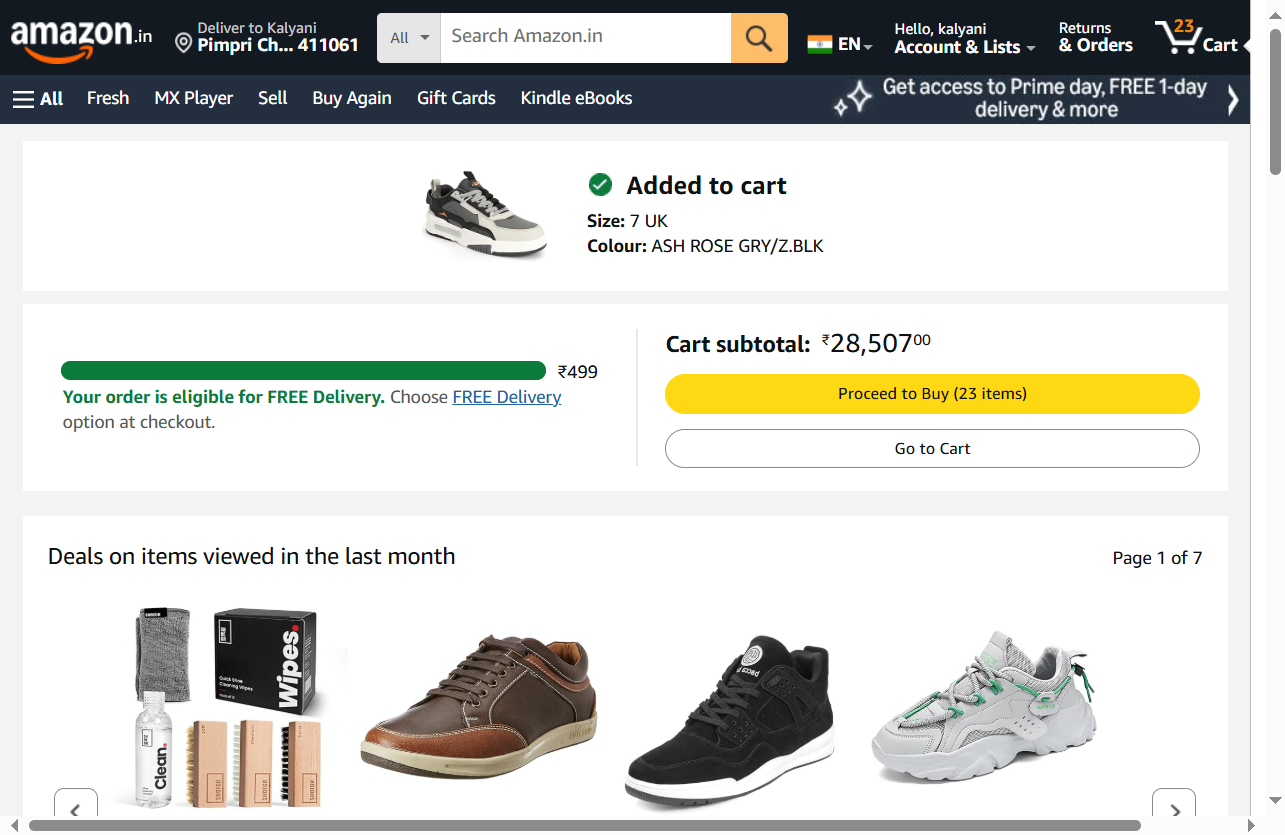 amazon.in
Deliver to Kalyani
Pimpri Ch... 411061
All
Search Amazon.in
EN
Hello, kalyani
Account & Lists
Returns
& Orders
23
Cart
All
Fresh
MX Player
Sell
Buy Again
Gift Cards
Kindle eBooks
Get access to Prime day, FREE 1-day
delivery & more
Added to cart
Size: 7 UK
Colour: ASH ROSE GRY/Z.BLK
₹499
Your order is eligible for FREE Delivery. Choose FREE Delivery
option at checkout.
Cart subtotal: ₹28,50700
Proceed to Buy (23 items)
Go to Cart
Deals on items viewed in the last month
Page 1 of 7
Wipes.
Quick Shoe
Cleaning Wipes
Clean.